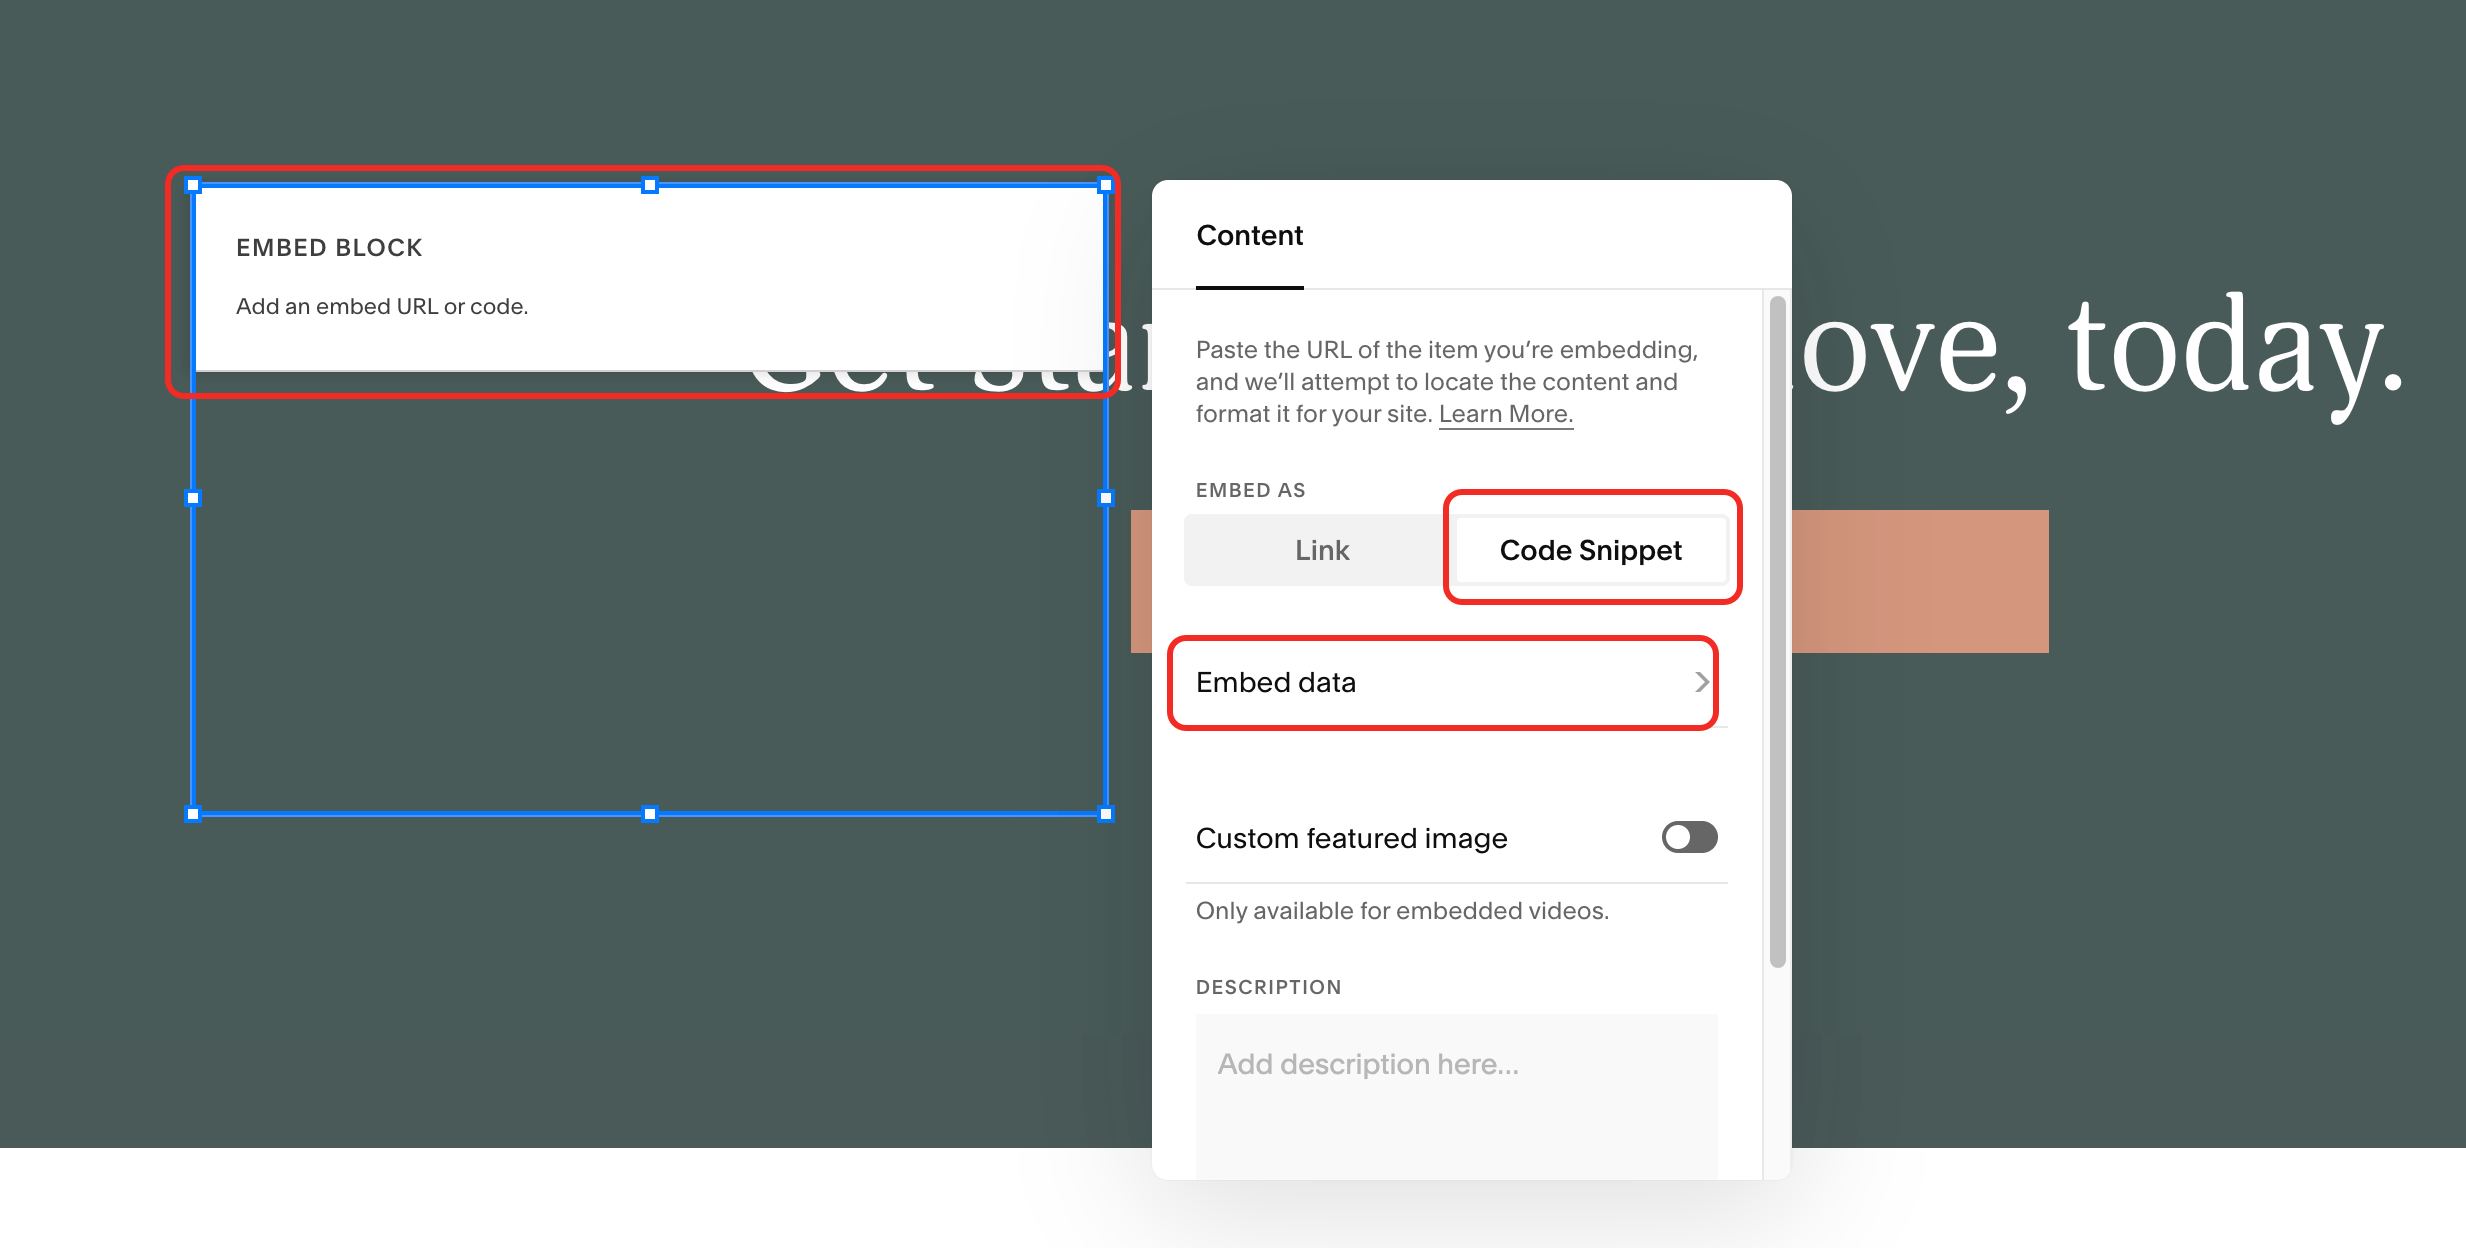 EMBED BLOCK
Add an embed URL or code.
ove, today.
Content
Paste the URL of the item you’re embedding,
and we’ll attempt to locate the content and
format it for your site. Learn More.
EMBED AS
Link
Code Snippet
Embed data
Custom featured image
Only available for embedded videos.
DESCRIPTION
Add description here...